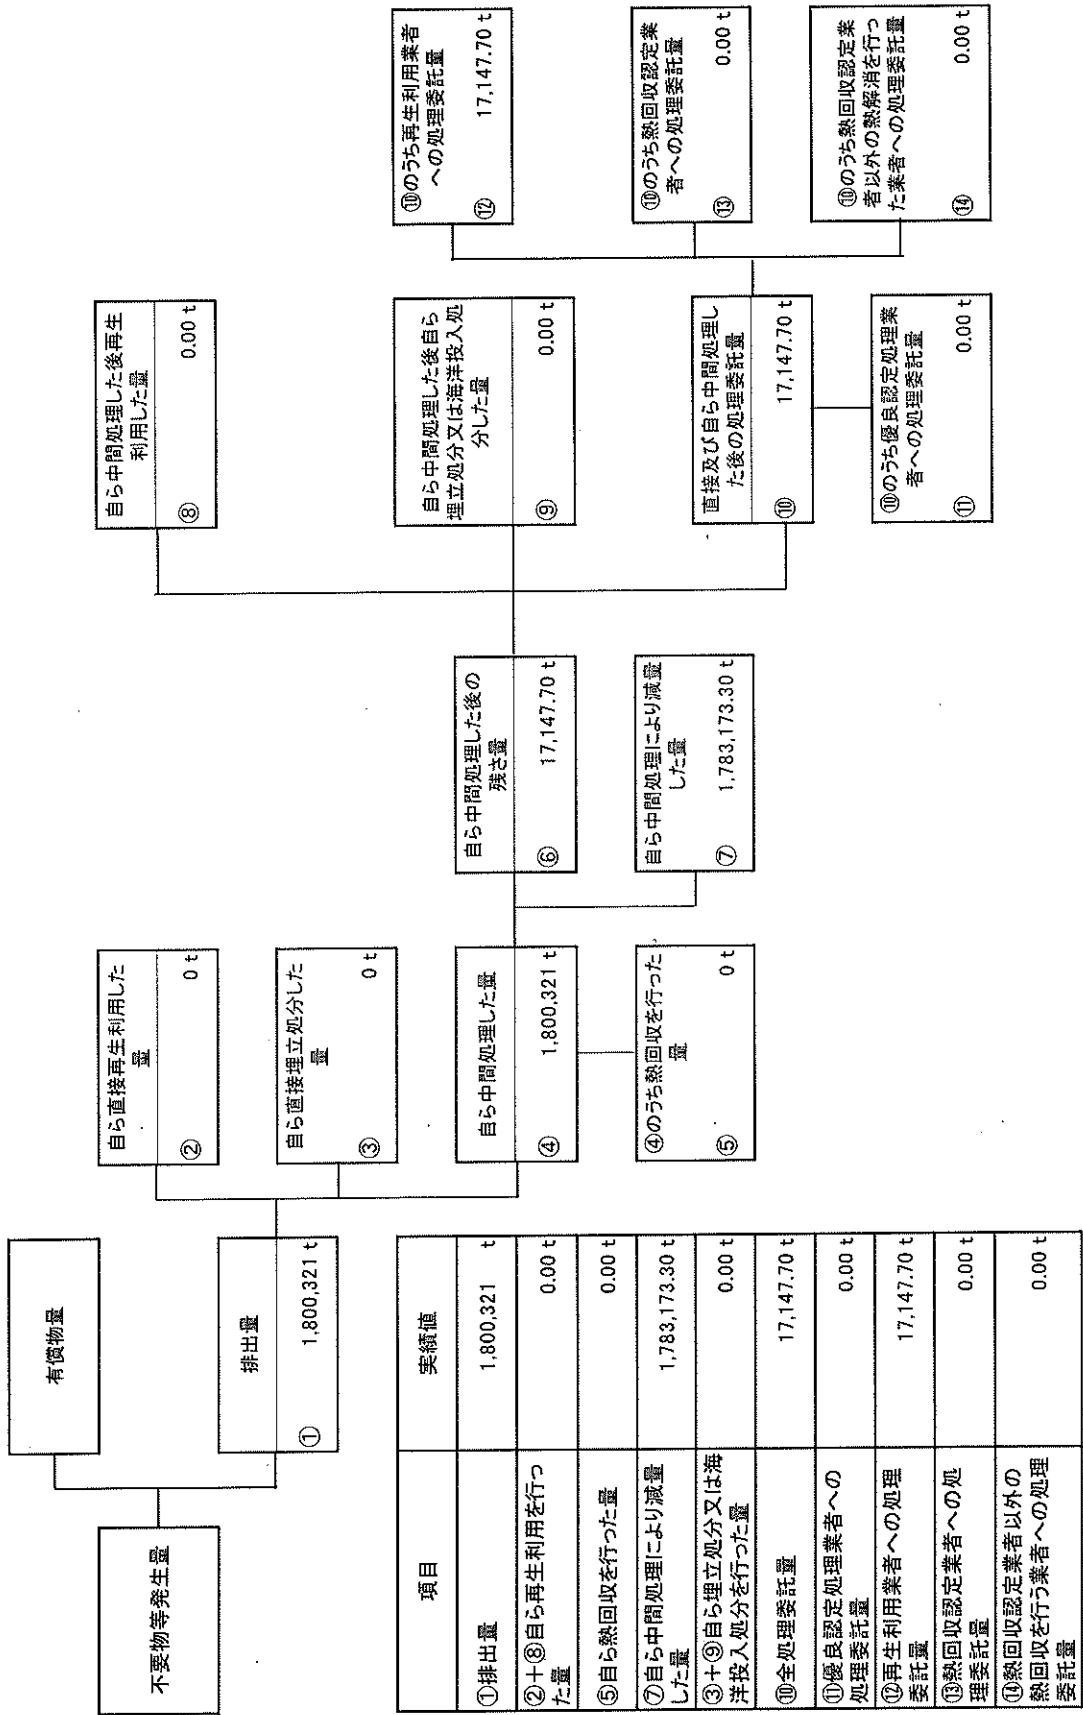 不要物等発生量
有償物量
排出量
① 1,800,321 t
自ら直接再生利用した
量
② 0 t
自ら直接埋立処分した
量
③ 0 t
自ら中間処理した量
④ 1,800,321 t
④のうち熱回収を行った
量
⑤ 0 t
自ら中間処理した後の
残さ量
⑥ 17,147.70 t
自ら中間処理により減量
した量
⑦ 1,783,173.30 t
自ら中間処理した後再生
利用した量
⑧ 0.00 t
自ら中間処理した後自ら
埋立処分又は海洋投入処
分した量
⑨ 0.00 t
直接及び自ら中間処理し
た後の処理委託量
⑩ 17,147.70 t
⑩のうち優良認定処理業
者への処理委託量
⑪ 0.00 t
⑩のうち再生利用業者
への処理委託量
⑫ 17,147.70 t
⑩のうち熱回収認定業
者への処理委託量
⑬ 0.00 t
⑩のうち熱回収認定業
者以外の熱解消を行っ
た業者への処理委託量
⑭ 0.00 t
項目 実績値
①排出量 1,800,321 t
②＋⑧自ら再生利用を行っ
た量 0.00 t
⑤自ら熱回収を行った量 0.00 t
⑦自ら中間処理により減量
した量 1,783,173.30 t
③＋⑨自ら埋立処分又は海
洋投入処分を行った量 0.00 t
⑩全処理委託量 17,147.70 t
⑪優良認定処理業者への
処理委託量 0.00 t
⑫再生利用業者への処理
委託量 17,147.70 t
⑬熱回収認定業者への処
理委託量 0.00 t
⑭熱回収認定業者以外の
熱回収を行う業者への処理
委託量 0.00 t